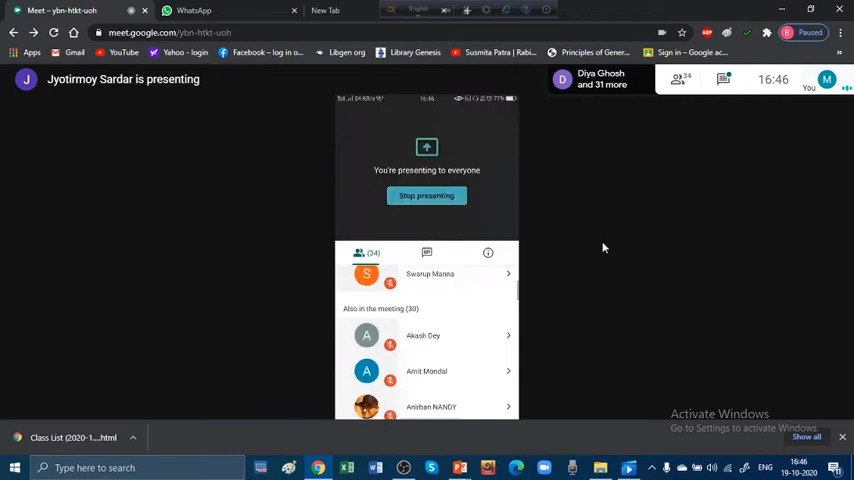 Meet – ybn-htkt-uoh
WhatsApp
New Tab
English
meet.google.com/ybn-htkt-uoh
ABP
B
Paused
Apps
Gmail
YouTube
Yahoo - login
Facebook – log in o...
Libgen org
Library Genesis
Susmita Patra | Rabi...
Principles of Gener...
Sign in – Google ac...
J
Jyotirmoy Sardar is presenting
D
Diya Ghosh
and 31 more
34
16:46
You
M
16:46
77%
You're presenting to everyone
Stop presenting
(34)
S
Swarup Manna
Also in the meeting (30)
A
Akash Dey
A
Amit Mondal
Anirban NANDY
Activate Windows
Go to Settings to activate Windows.
Class List (2020-1....html
Show all
Type here to search
ENG
16:46
19-10-2020